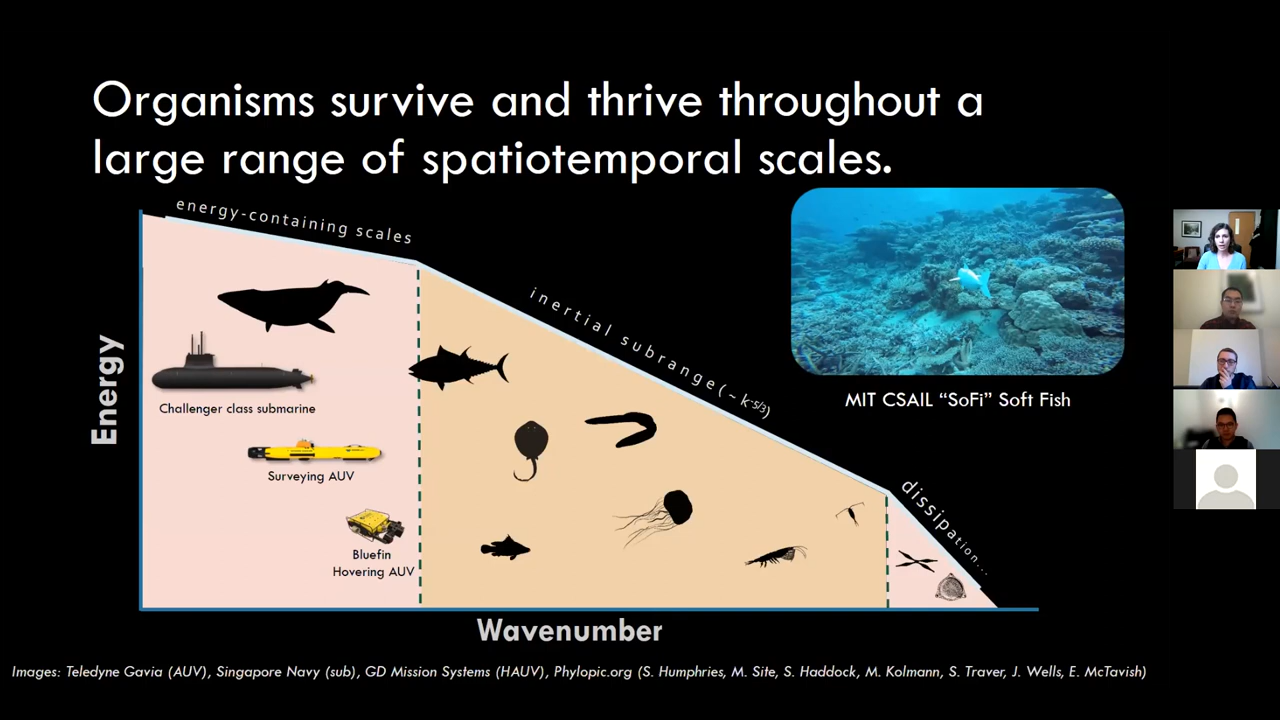 Organisms survive and thrive throughout a
large range of spatiotemporal scales.
energy-containing scales
inertial subrange (~ k^-5/3)
dissipation...
Energy
Challenger class submarine
Surveying AUV
Bluefin
Hovering AUV
MIT CSAIL “SoFi” Soft Fish
Wavenumber
Images: Teledyne Gavia (AUV), Singapore Navy (sub), GD Mission Systems (HAUV), Phylopic.org (S. Humphries, M. Site, S. Haddock, M. Kolmann, S. Traver, J. Wells, E. McTavish)